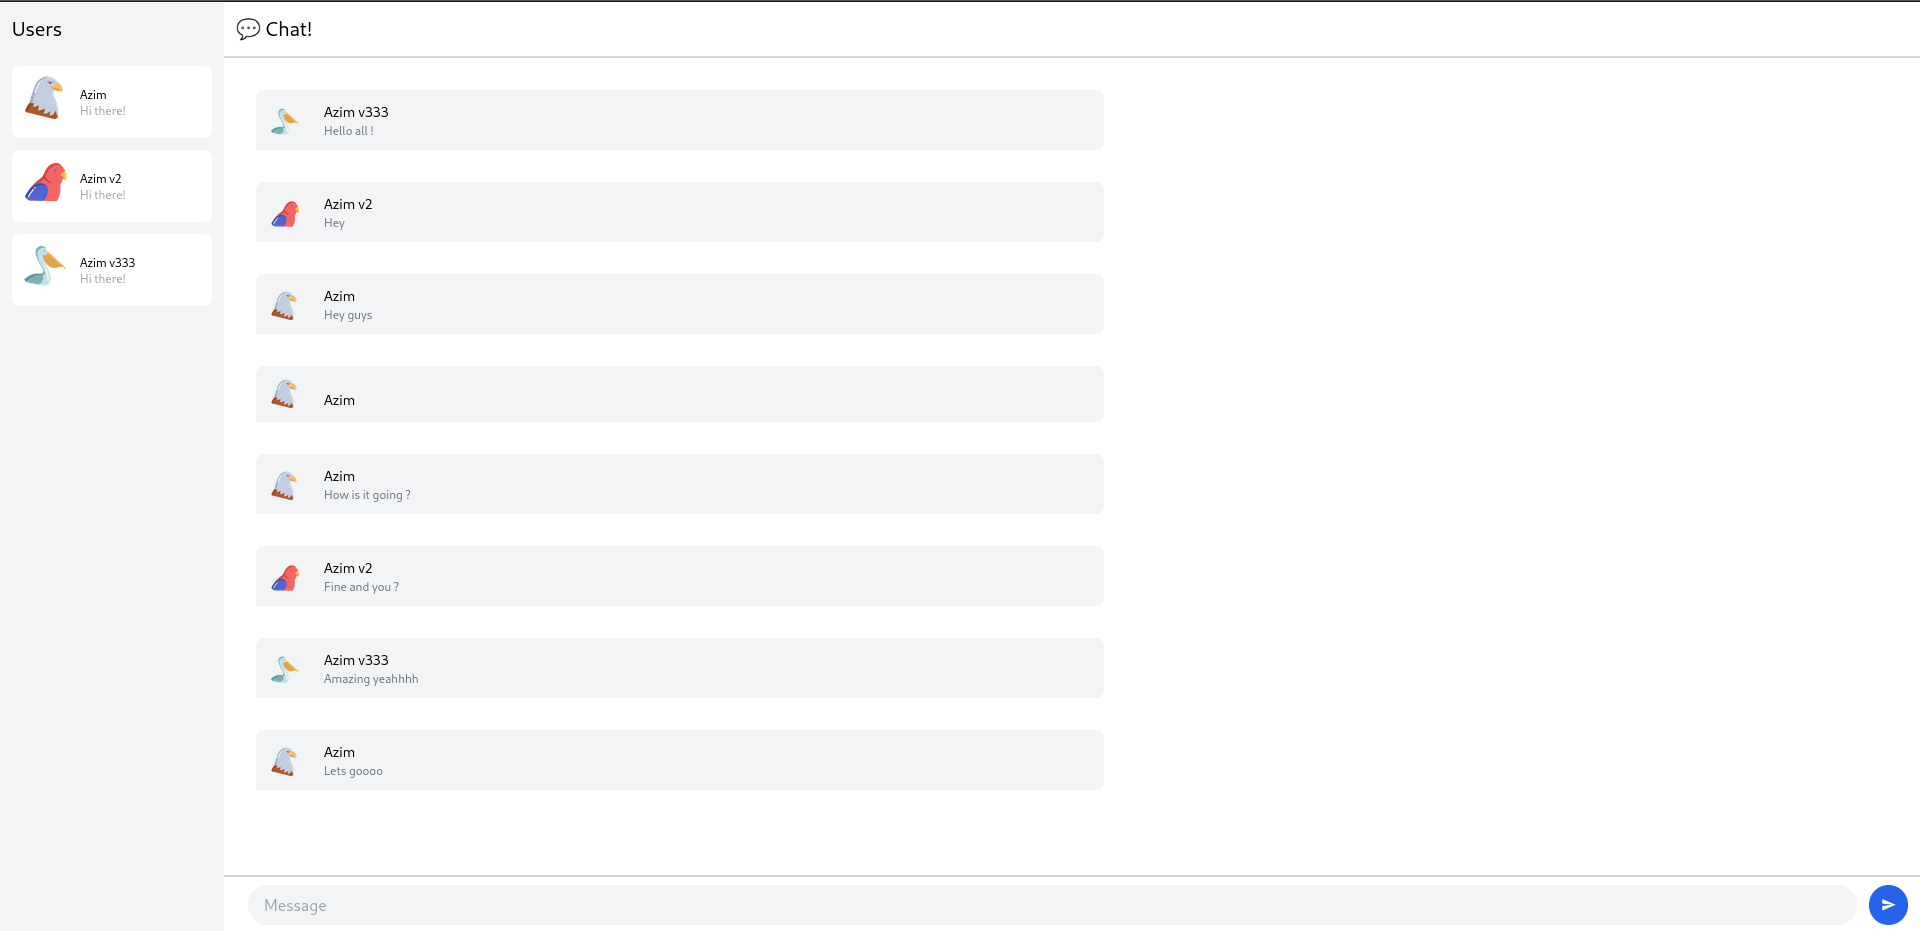 Users
Azim
Hi there!
Azim v2
Hi there!
Azim v333
Hi there!
💬 Chat!
Azim v333
Hello all !
Azim v2
Hey
Azim
Hey guys
Azim
Azim
How is it going ?
Azim v2
Fine and you ?
Azim v333
Amazing yeahhhh
Azim
Lets goooo
Message